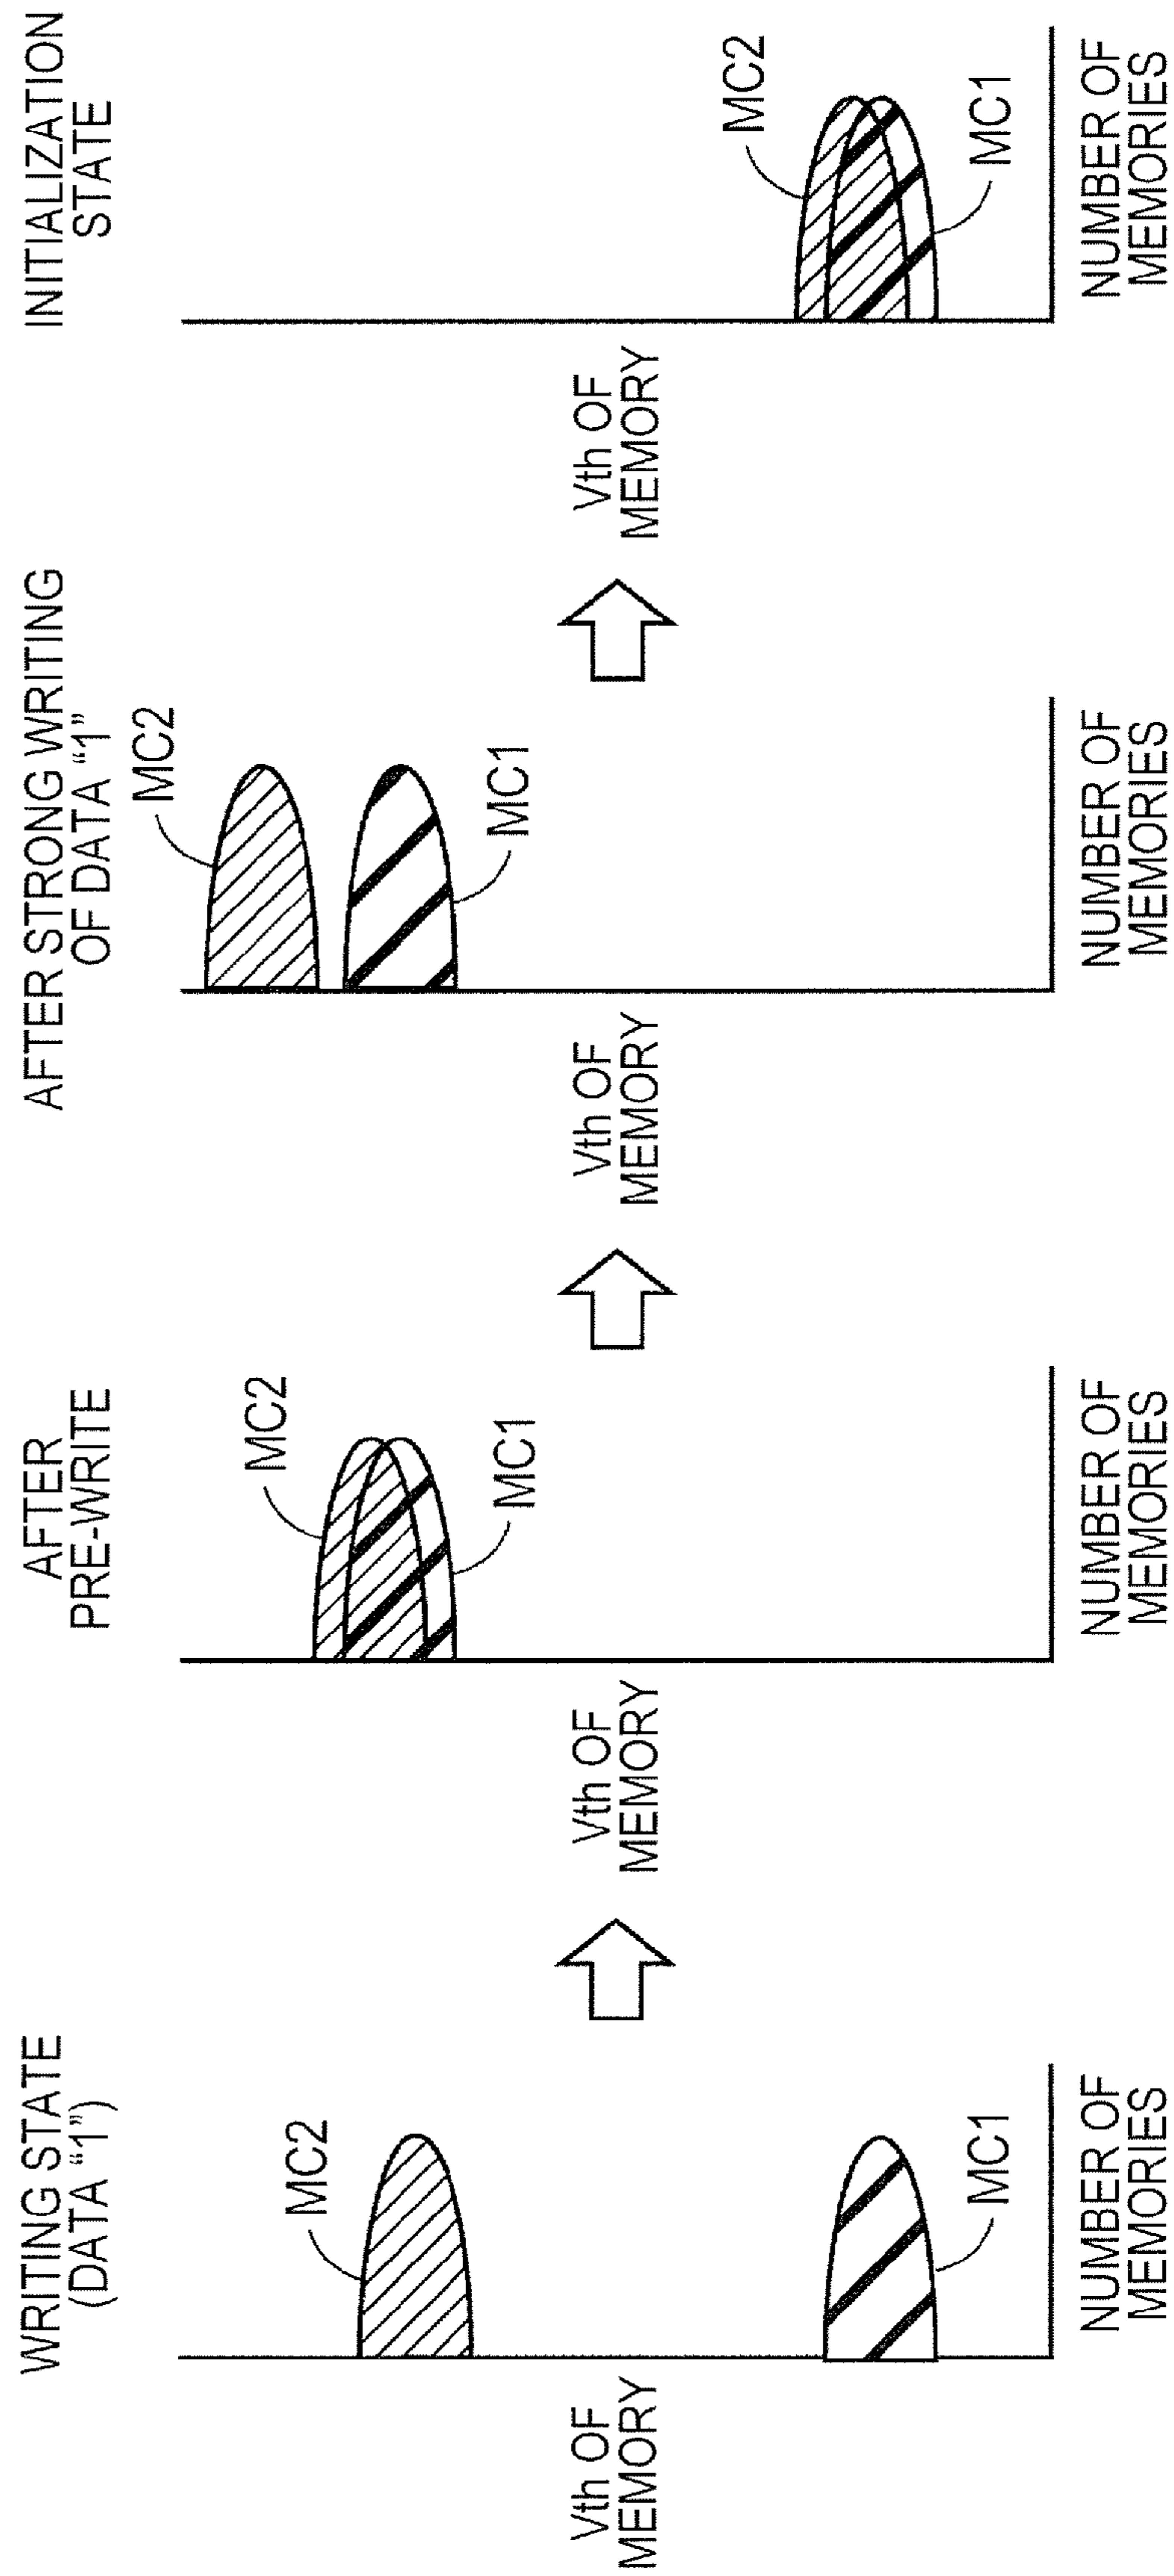 WRITING STATE
(DATA “1”)
MC2
Vth OF
MEMORY
MC1
NUMBER OF
MEMORIES
AFTER
PRE-WRITE
MC2
Vth OF
MEMORY
MC1
NUMBER OF
MEMORIES
AFTER STRONG WRITING
OF DATA “1”
MC2
Vth OF
MEMORY
MC1
NUMBER OF
MEMORIES
INITIALIZATION
STATE
MC2
Vth OF
MEMORY
MC1
NUMBER OF
MEMORIES